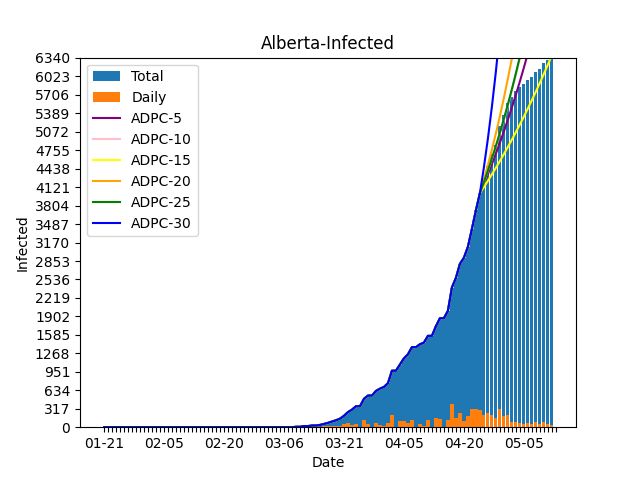 Alberta-Infected
6340
6023
5706
5389
5072
4755
4438
4121
3804
3487
3170
2853
2536
2219
1902
1585
1268
951
634
317
0
Infected
Total
Daily
ADPC-5
ADPC-10
ADPC-15
ADPC-20
ADPC-25
ADPC-30
01-21 02-05 02-20 03-06 03-21 04-05 04-20 05-05
Date